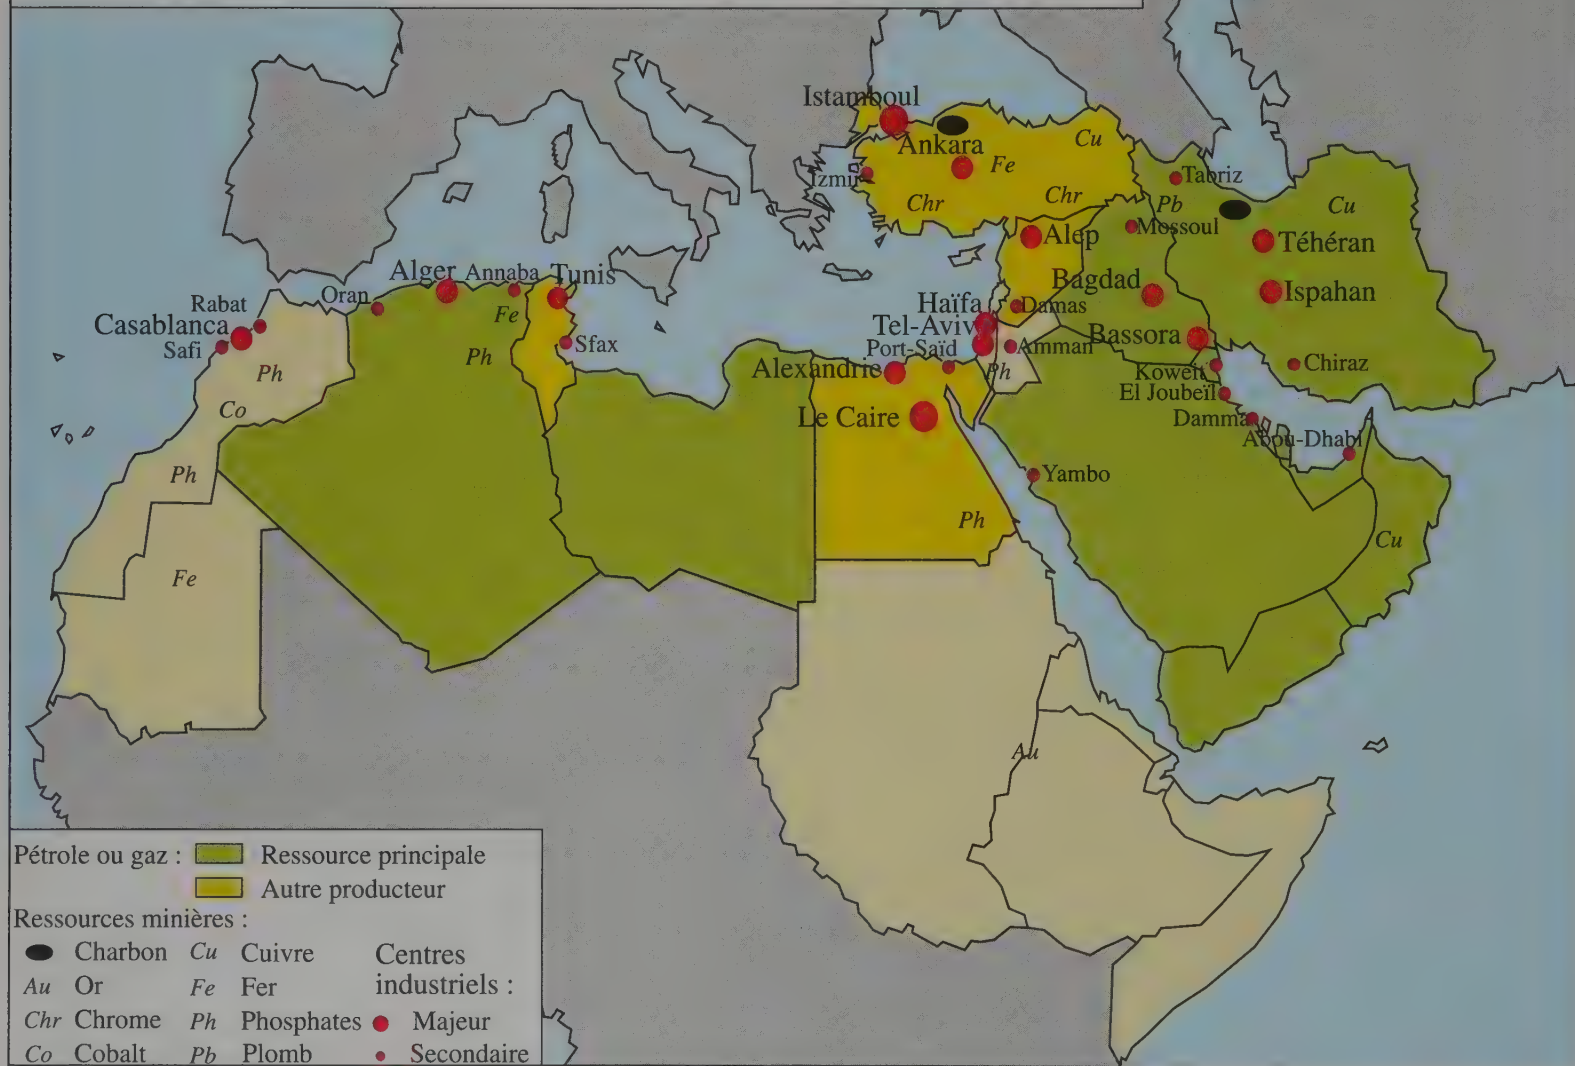 Istamboul
Ankara
Cu
Fe
Izmir
Chr
Chr
Tabriz
Pb
Mossoul
Cu
Alep
Téhéran
Alger
Annaba
Tunis
Bagdad
Ispahan
Oran
Rabat
Casablanca
Safi
Fe
Ph
Sfax
Haïfa
Damas
Tel-Aviv
Port-Saïd
Amman
Bassora
Alexandrie
Ph
Koweït
Chiraz
El Joubeïl
Ph
Co
Le Caire
Damma
Abou-Dhabi
Ph
Yambo
Ph
Cu
Fe
Au
Pétrole ou gaz :
Ressource principale
Autre producteur
Ressources minières :
Charbon Cu Cuivre
Au Or Fe Fer
Chr Chrome Ph Phosphates
Co Cobalt Pb Plomb
Centres
industriels :
Majeur
Secondaire